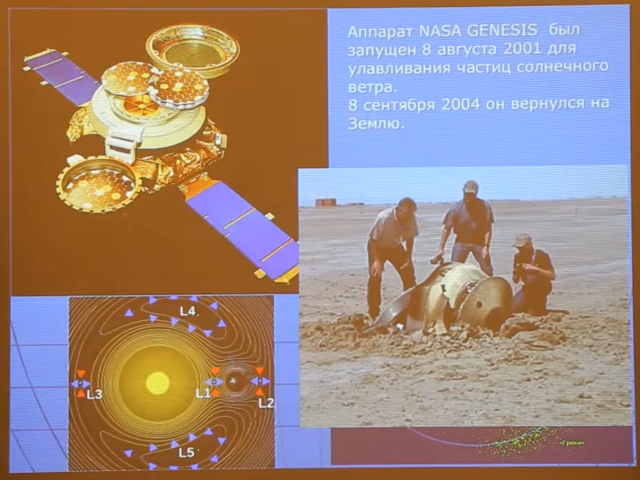 Аппарат NASA GENESIS был
запущен 8 августа 2001 для
улавливания частиц солнечного
ветра.
8 сентября 2004 он вернулся на
Землю.
L4
L3
L1
L2
L5
«Греки»